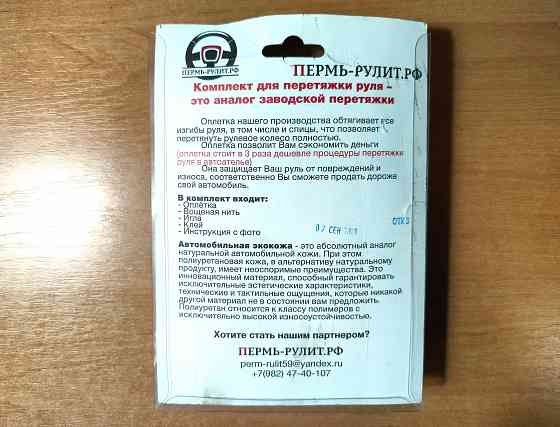 ПЕРМЬ-РУЛИТ.РФ
ПЕРМЬ-РУЛИТ.РФ
Комплект для перетяжки руля –
это аналог заводской перетяжки
Оплетка нашего производства обтягивает все
изгибы руля, в том числе и спицы, что позволяет
перетянуть рулевое колесо полностью.
Оплетка позволит Вам сэкономить деньги
(оплетка стоит в 3 раза дешевле процедуры перетяжки
руля в автоателье)
Она защищает Ваш руль от повреждений и
износа, соответственно Вы сможете продать дороже
свой автомобиль.
В комплект входит:
- Оплётка
- Вощеная нить
- Игла
- Клей
- Инструкция с фото
СЕН
ОТК
Автомобильная экокожа - это абсолютный аналог
натуральной автомобильной кожи. При этом
полиуретановая кожа, в альтернативу натуральному
продукту, имеет неоспоримые преимущества. Это
инновационный материал, способный гарантировать
исключительные эстетические характеристики,
технические и тактильные ощущения, которые никакой
другой материал не в состоянии вам предложить.
Полиуретан относится к классу полимеров с
исключительно высокой износоустойчивостью.
Хотите стать нашим партнером?
ПЕРМЬ-РУЛИТ.РФ
perm-rulit59@yandex.ru
+7(982) 47-40-107